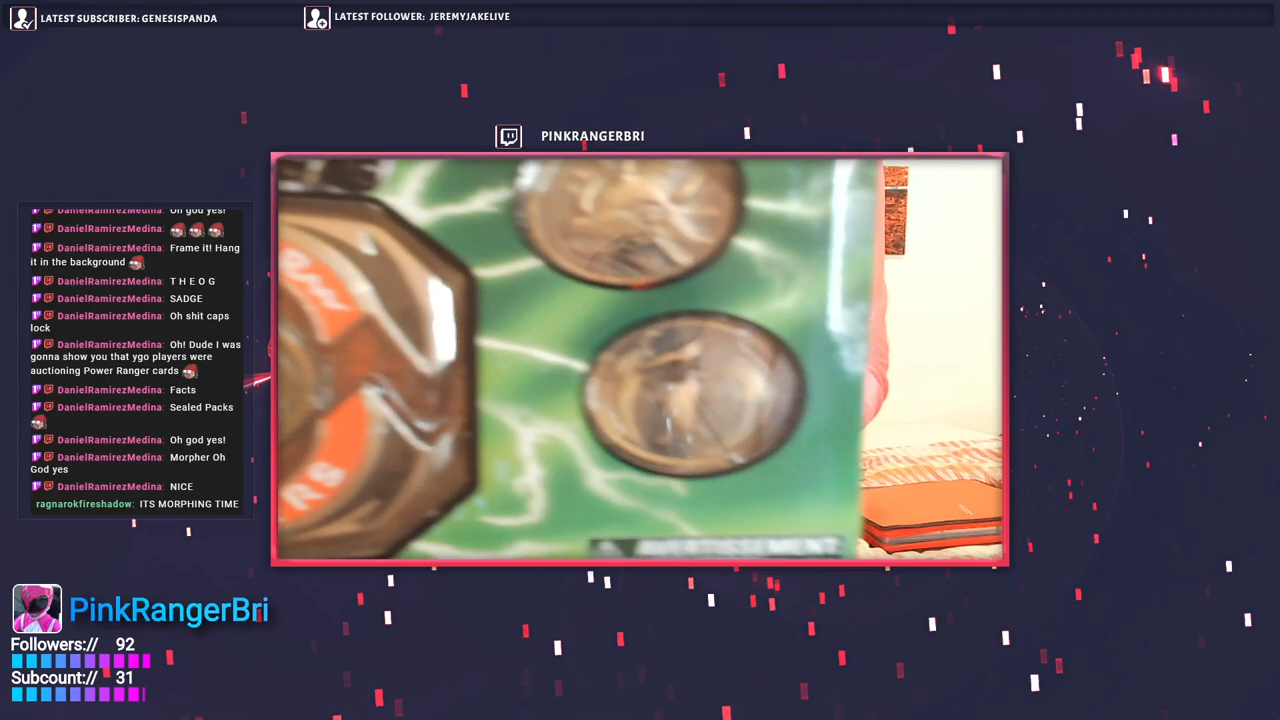 LATEST SUBSCRIBER: GENESISPANDA
LATEST FOLLOWER: JEREMYJAKELIVE
PINKRANGERBRI
DanielRamirezMedina: Oh god yes!
DanielRamirezMedina:
DanielRamirezMedina: Frame it! Hang
it in the background
DanielRamirezMedina: T H E O G
DanielRamirezMedina: SADGE
DanielRamirezMedina: Oh shit caps
lock
DanielRamirezMedina: Oh! Dude I was
gonna show you that ygo players were
auctioning Power Ranger cards
DanielRamirezMedina: Facts
DanielRamirezMedina: Sealed Packs
DanielRamirezMedina: Oh god yes!
DanielRamirezMedina: Morpher Oh
God yes
DanielRamirezMedina: NICE
ragnarokfireshadow: ITS MORPHING TIME
RS
AVERTISSEMENT
PinkRangerBri
Followers:// 92
Subcount:// 31